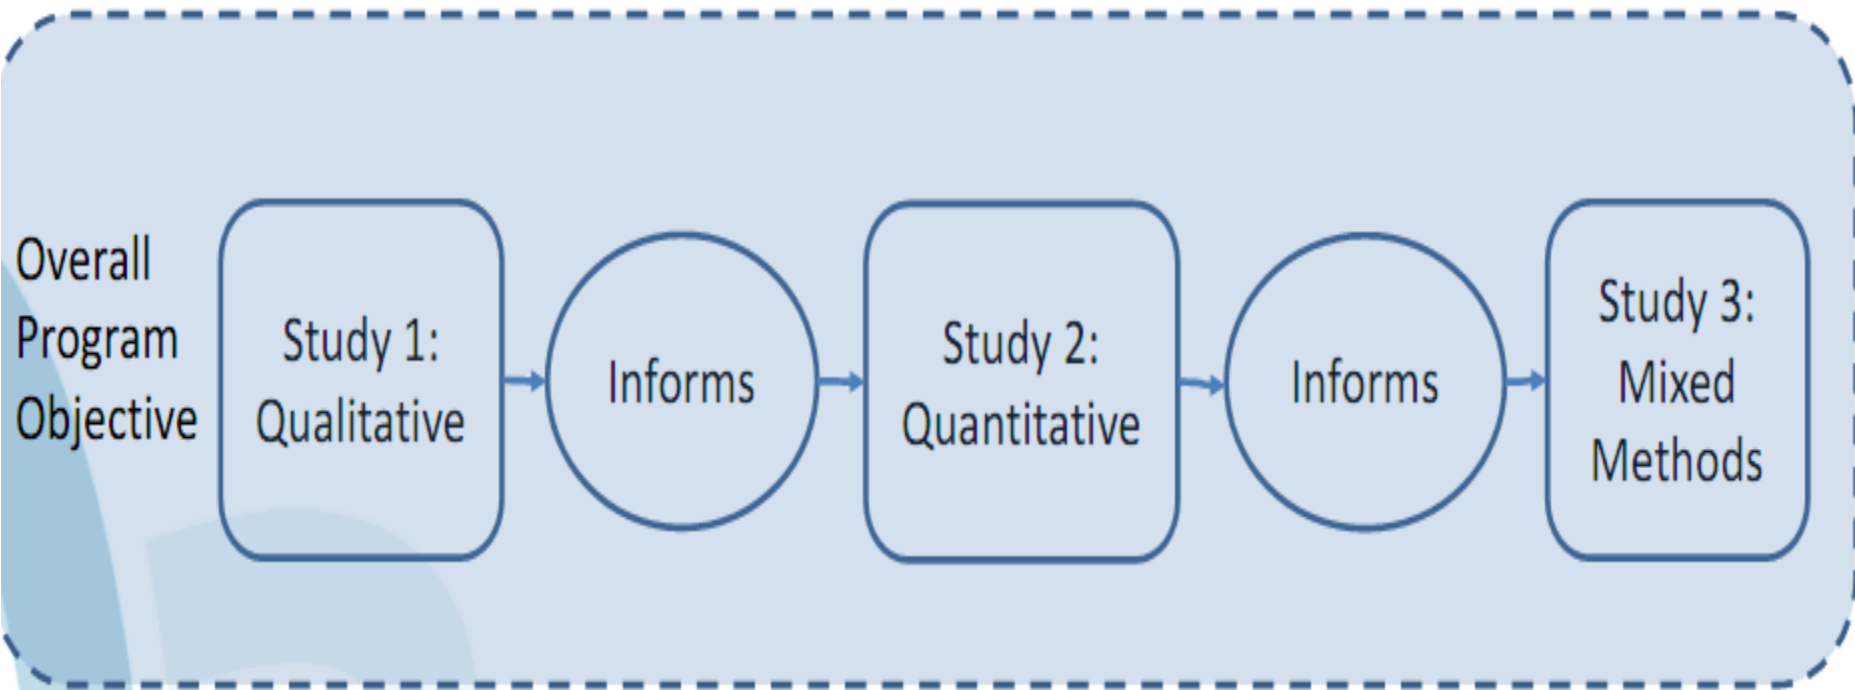 Overall
Program
Objective
Study 1:
Qualitative
Informs
Study 2:
Quantitative
Informs
Study 3:
Mixed
Methods